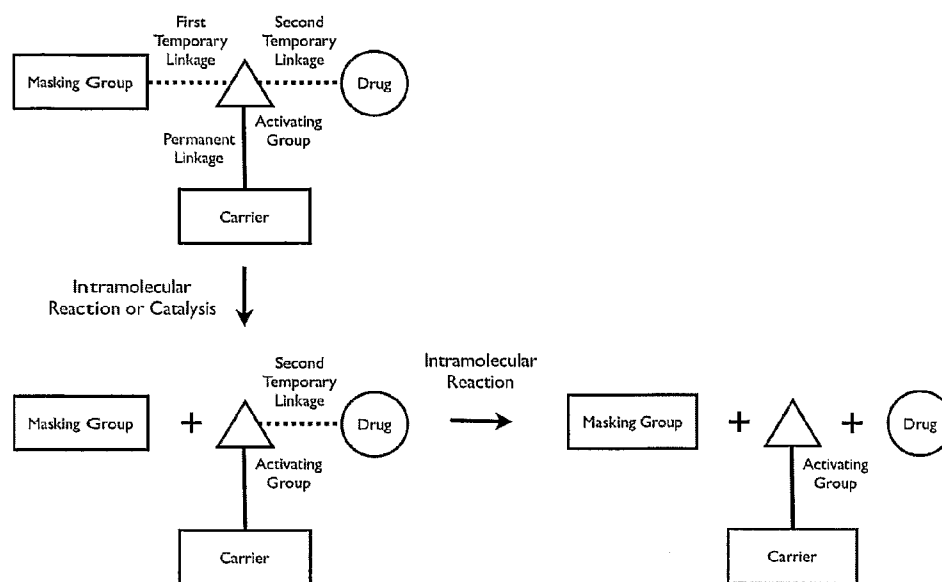 First
Temporary
Linkage
Second
Temporary
Linkage
Masking Group
Drug
Activating
Group
Permanent
Linkage
Carrier
Intramolecular
Reaction or Catalysis
Second
Temporary
Linkage
Intramolecular
Reaction
Masking Group
+
Drug
Activating
Group
Carrier
Masking Group
+
+
Drug
Activating
Group
Carrier